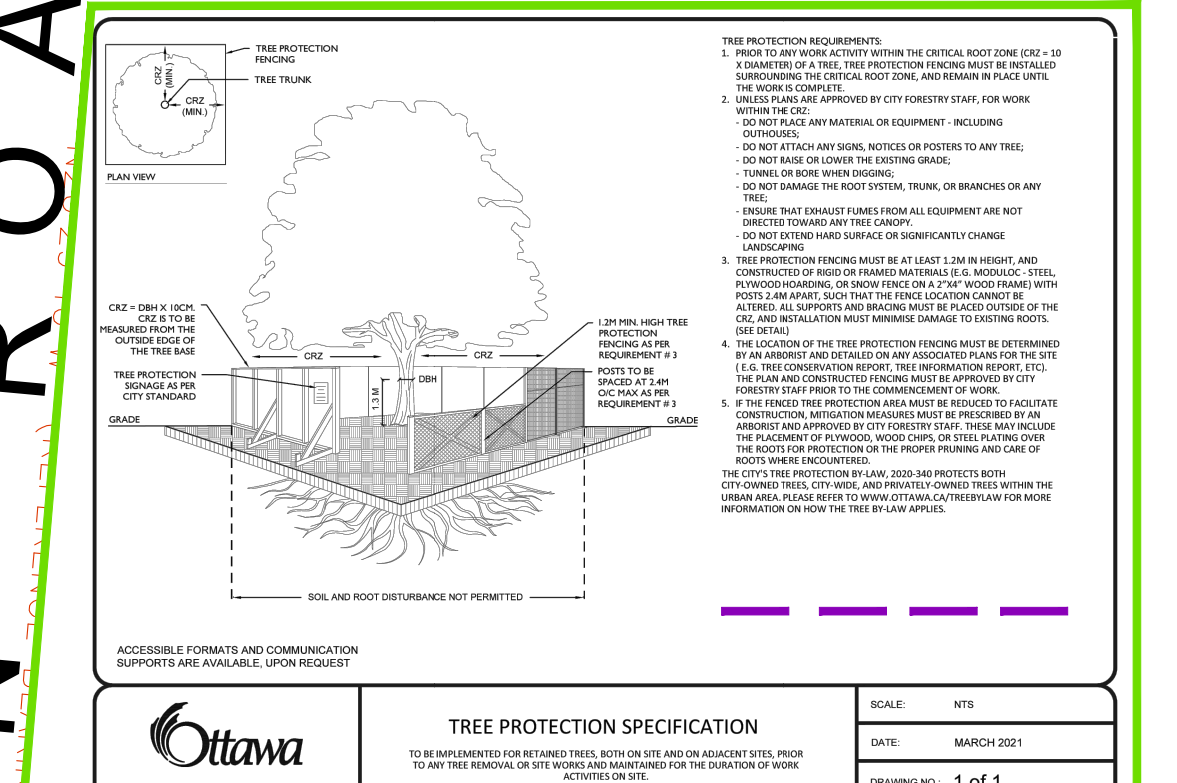 TREE PROTECTION
FENCING
TREE TRUNK
CRZ
(MIN.)
CRZ
(MIN.)
PLAN VIEW
CRZ = DBH X 10CM.
CRZ IS TO BE
MEASURED FROM THE
OUTSIDE EDGE OF
THE TREE BASE
TREE PROTECTION
SIGNAGE AS PER
CITY STANDARD
GRADE
CRZ
CRZ
DBH
1.3 M
1.2M MIN. HIGH TREE
PROTECTION
FENCING AS PER
REQUIREMENT # 3
POSTS TO BE
SPACED AT 2.4M
O/C MAX AS PER
REQUIREMENT # 3
GRADE
SOIL AND ROOT DISTURBANCE NOT PERMITTED
ACCESSIBLE FORMATS AND COMMUNICATION
SUPPORTS ARE AVAILABLE, UPON REQUEST
TREE PROTECTION REQUIREMENTS:
1. PRIOR TO ANY WORK ACTIVITY WITHIN THE CRITICAL ROOT ZONE (CRZ = 10
X DIAMETER) OF A TREE, TREE PROTECTION FENCING MUST BE INSTALLED
SURROUNDING THE CRITICAL ROOT ZONE, AND REMAIN IN PLACE UNTIL
THE WORK IS COMPLETE.
2. UNLESS PLANS ARE APPROVED BY CITY FORESTRY STAFF, FOR WORK
WITHIN THE CRZ:
- DO NOT PLACE ANY MATERIAL OR EQUIPMENT - INCLUDING
OUTHOUSES;
- DO NOT ATTACH ANY SIGNS, NOTICES OR POSTERS TO ANY TREE;
- DO NOT RAISE OR LOWER THE EXISTING GRADE;
- TUNNEL OR BORE WHEN DIGGING;
- DO NOT DAMAGE THE ROOT SYSTEM, TRUNK, OR BRANCHES OR ANY
TREE;
- ENSURE THAT EXHAUST FUMES FROM ALL EQUIPMENT ARE NOT
DIRECTED TOWARD ANY TREE CANOPY.
- DO NOT EXTEND HARD SURFACE OR SIGNIFICANTLY CHANGE
LANDSCAPING
3. TREE PROTECTION FENCING MUST BE AT LEAST 1.2M IN HEIGHT, AND
CONSTRUCTED OF RIGID OR FRAMED MATERIALS (E.G. MODULOC - STEEL,
PLYWOOD HOARDING, OR SNOW FENCE ON A 2"X4" WOOD FRAME) WITH
POSTS 2.4M APART, SUCH THAT THE FENCE LOCATION CANNOT BE
ALTERED. ALL SUPPORTS AND BRACING MUST BE PLACED OUTSIDE OF THE
CRZ, AND INSTALLATION MUST MINIMISE DAMAGE TO EXISTING ROOTS.
(SEE DETAIL)
4. THE LOCATION OF THE TREE PROTECTION FENCING MUST BE DETERMINED
BY AN ARBORIST AND DETAILED ON ANY ASSOCIATED PLANS FOR THE SITE
( E.G. TREE CONSERVATION REPORT, TREE INFORMATION REPORT, ETC).
THE PLAN AND CONSTRUCTED FENCING MUST BE APPROVED BY CITY
FORESTRY STAFF PRIOR TO THE COMMENCEMENT OF WORK.
5. IF THE FENCED TREE PROTECTION AREA MUST BE REDUCED TO FACILITATE
CONSTRUCTION, MITIGATION MEASURES MUST BE PRESCRIBED BY AN
ARBORIST AND APPROVED BY CITY FORESTRY STAFF. THESE MAY INCLUDE
THE PLACEMENT OF PLYWOOD, WOOD CHIPS, OR STEEL PLATING OVER
THE ROOTS FOR PROTECTION OR THE PROPER PRUNING AND CARE OF
ROOTS WHERE ENCOUNTERED.
THE CITY'S TREE PROTECTION BY-LAW, 2020-340 PROTECTS BOTH
CITY-OWNED TREES, CITY-WIDE, AND PRIVATELY-OWNED TREES WITHIN THE
URBAN AREA. PLEASE REFER TO WWW.OTTAWA.CA/TREEBYLAW FOR MORE
INFORMATION ON HOW THE TREE BY-LAW APPLIES.
Ottawa
TREE PROTECTION SPECIFICATION
TO BE IMPLEMENTED FOR RETAINED TREES, BOTH ON SITE AND ON ADJACENT SITES, PRIOR
TO ANY TREE REMOVAL OR SITE WORKS AND MAINTAINED FOR THE DURATION OF WORK
ACTIVITIES ON SITE.
SCALE: NTS
DATE: MARCH 2021
DRAWING NO.: 1 of 1